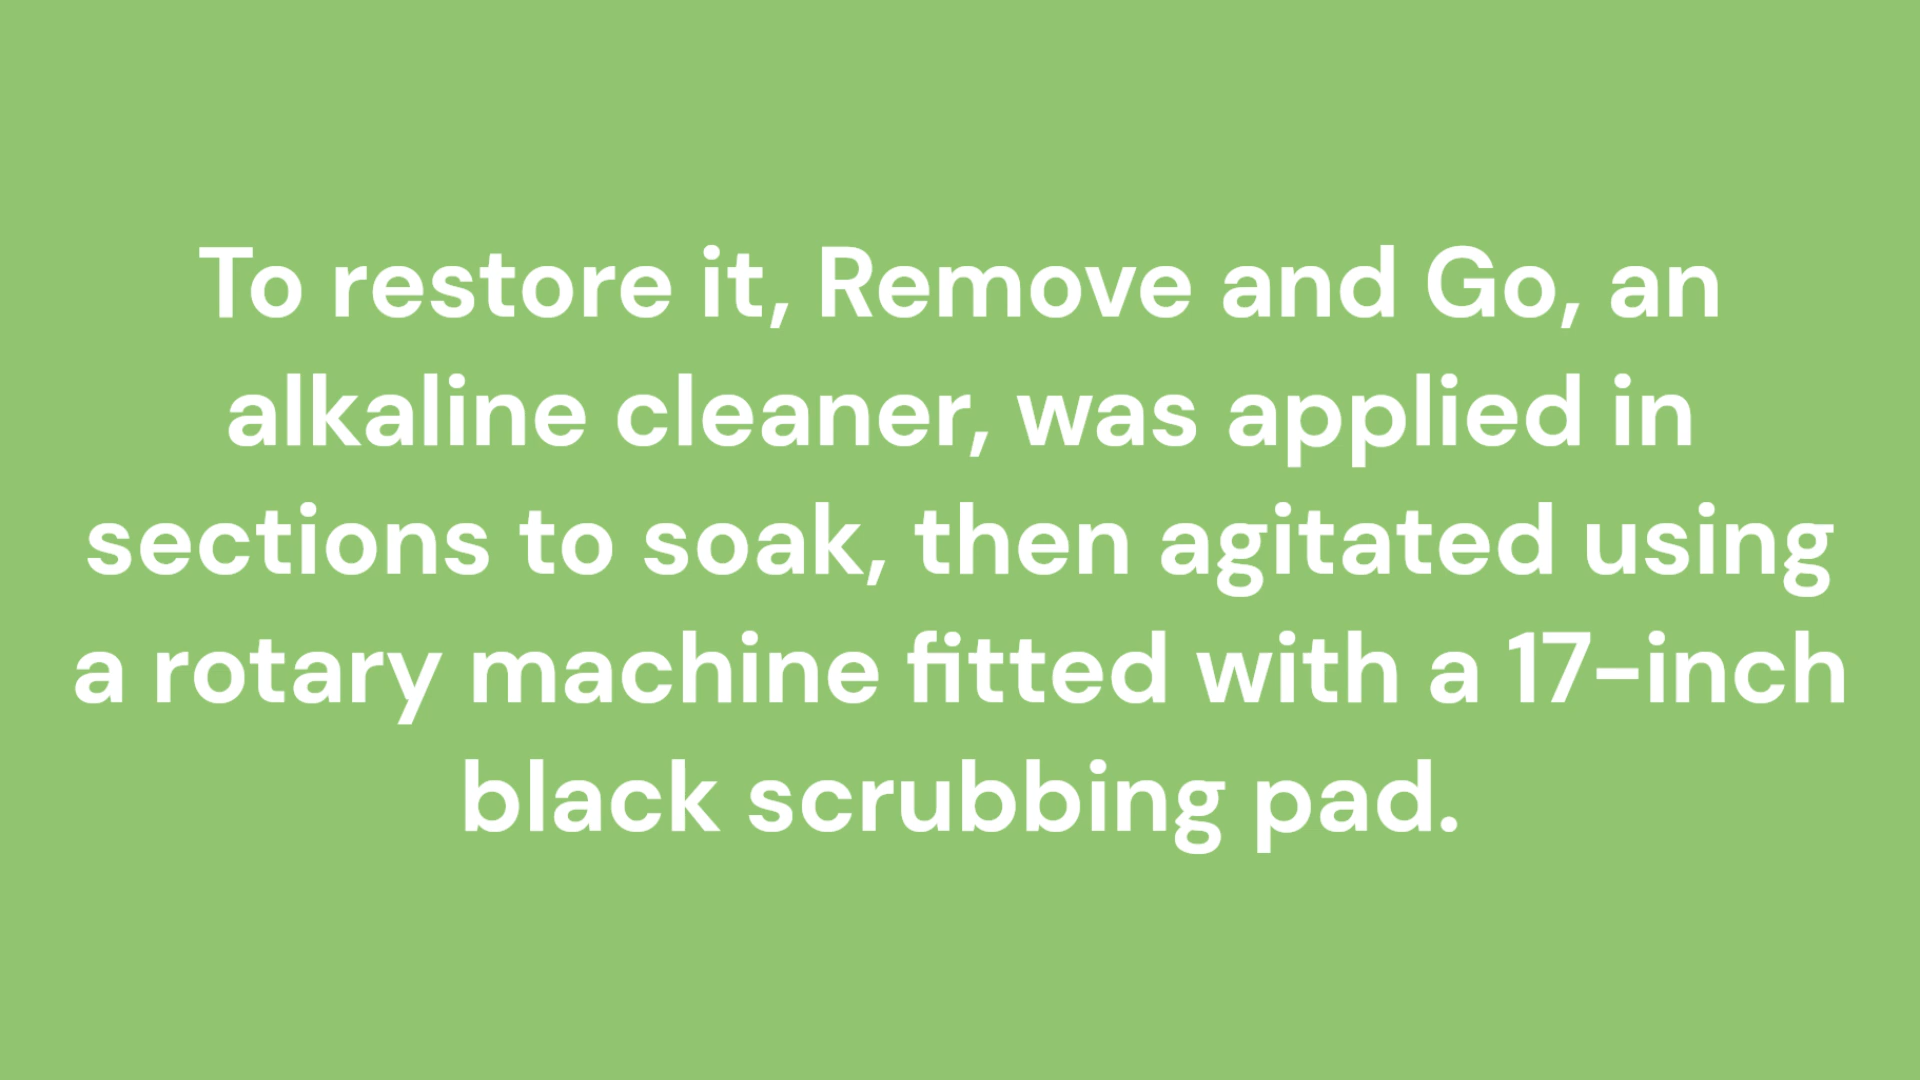 To restore it, Remove and Go, an
alkaline cleaner, was applied in
sections to soak, then agitated using
a rotary machine fitted with a 17-inch
black scrubbing pad.